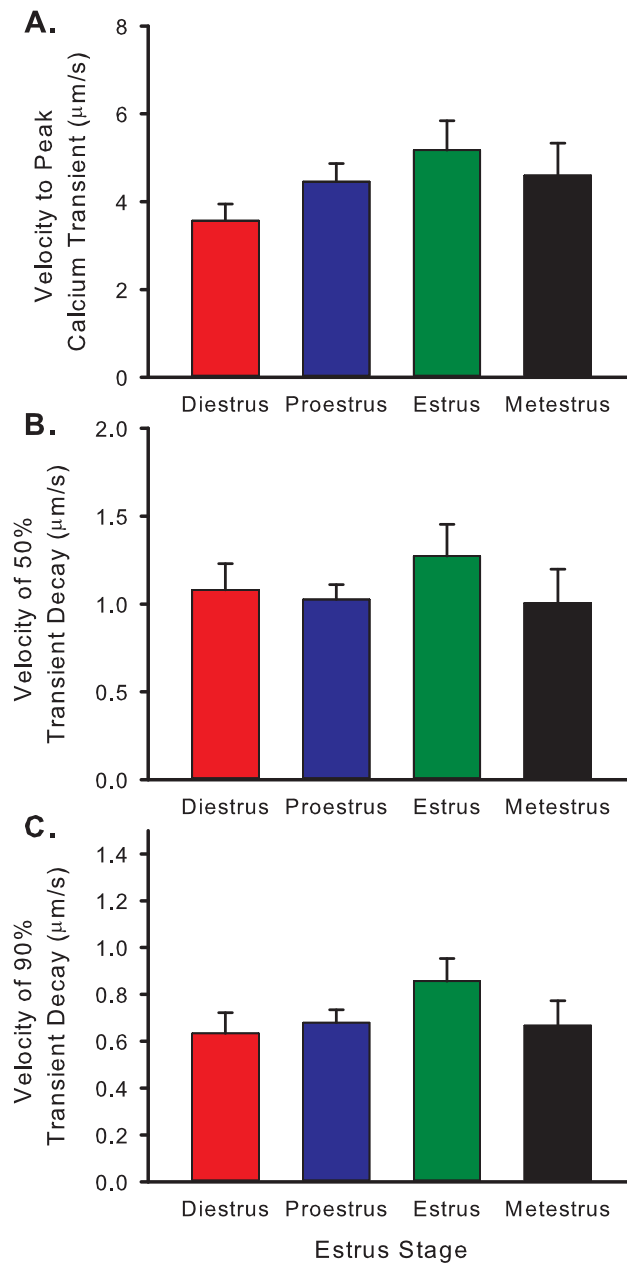 A.
Velocity to Peak
Calcium Transient (μm/s)
8
6
4
2
0
Diestrus Proestrus Estrus Metestrus
B.
Velocity of 50%
Transient Decay (μm/s)
2.0
1.5
1.0
0.5
0.0
Diestrus Proestrus Estrus Metestrus
C.
Velocity of 90%
Transient Decay (μm/s)
1.4
1.2
1.0
0.8
0.6
0.4
0.2
0.0
Diestrus Proestrus Estrus Metestrus
Estrus Stage